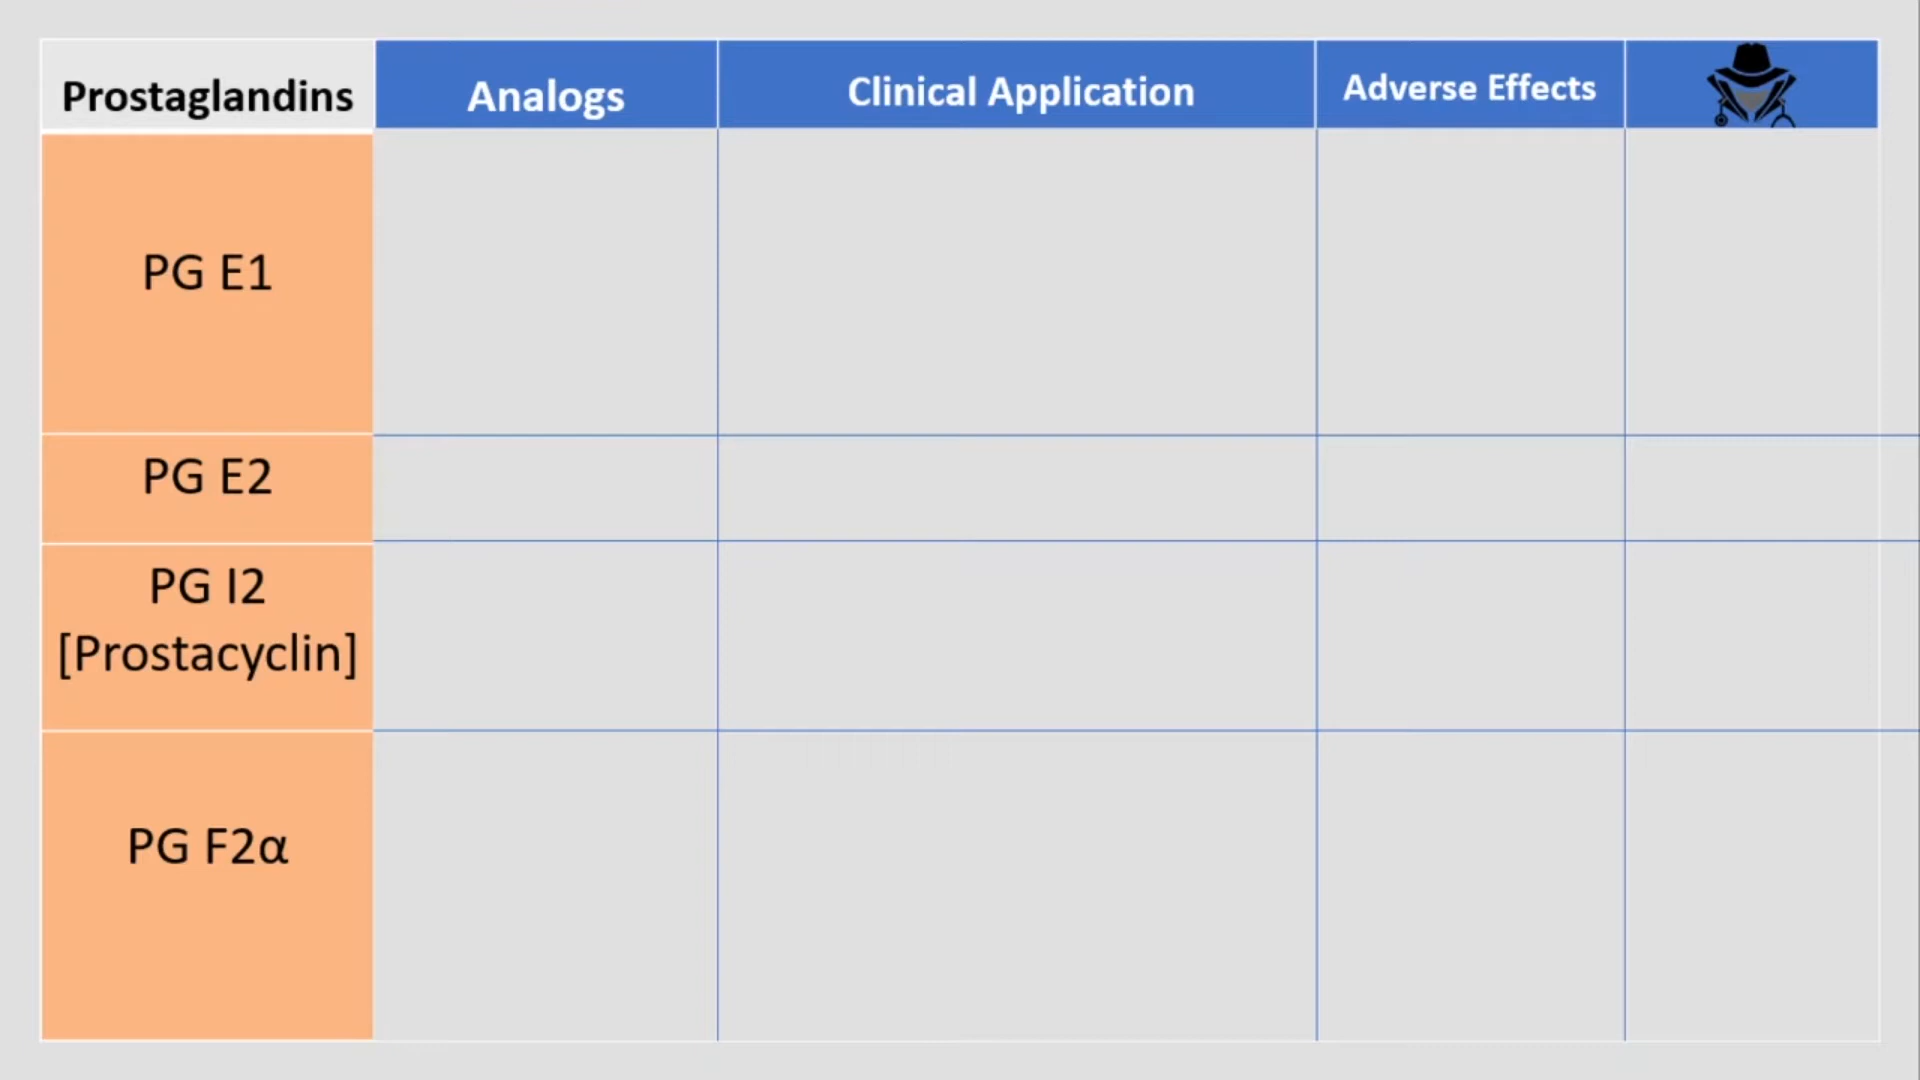 Prostaglandins
Analogs
Clinical Application
Adverse Effects
PG E1
PG E2
PG I2
[Prostacyclin]
PG F2α